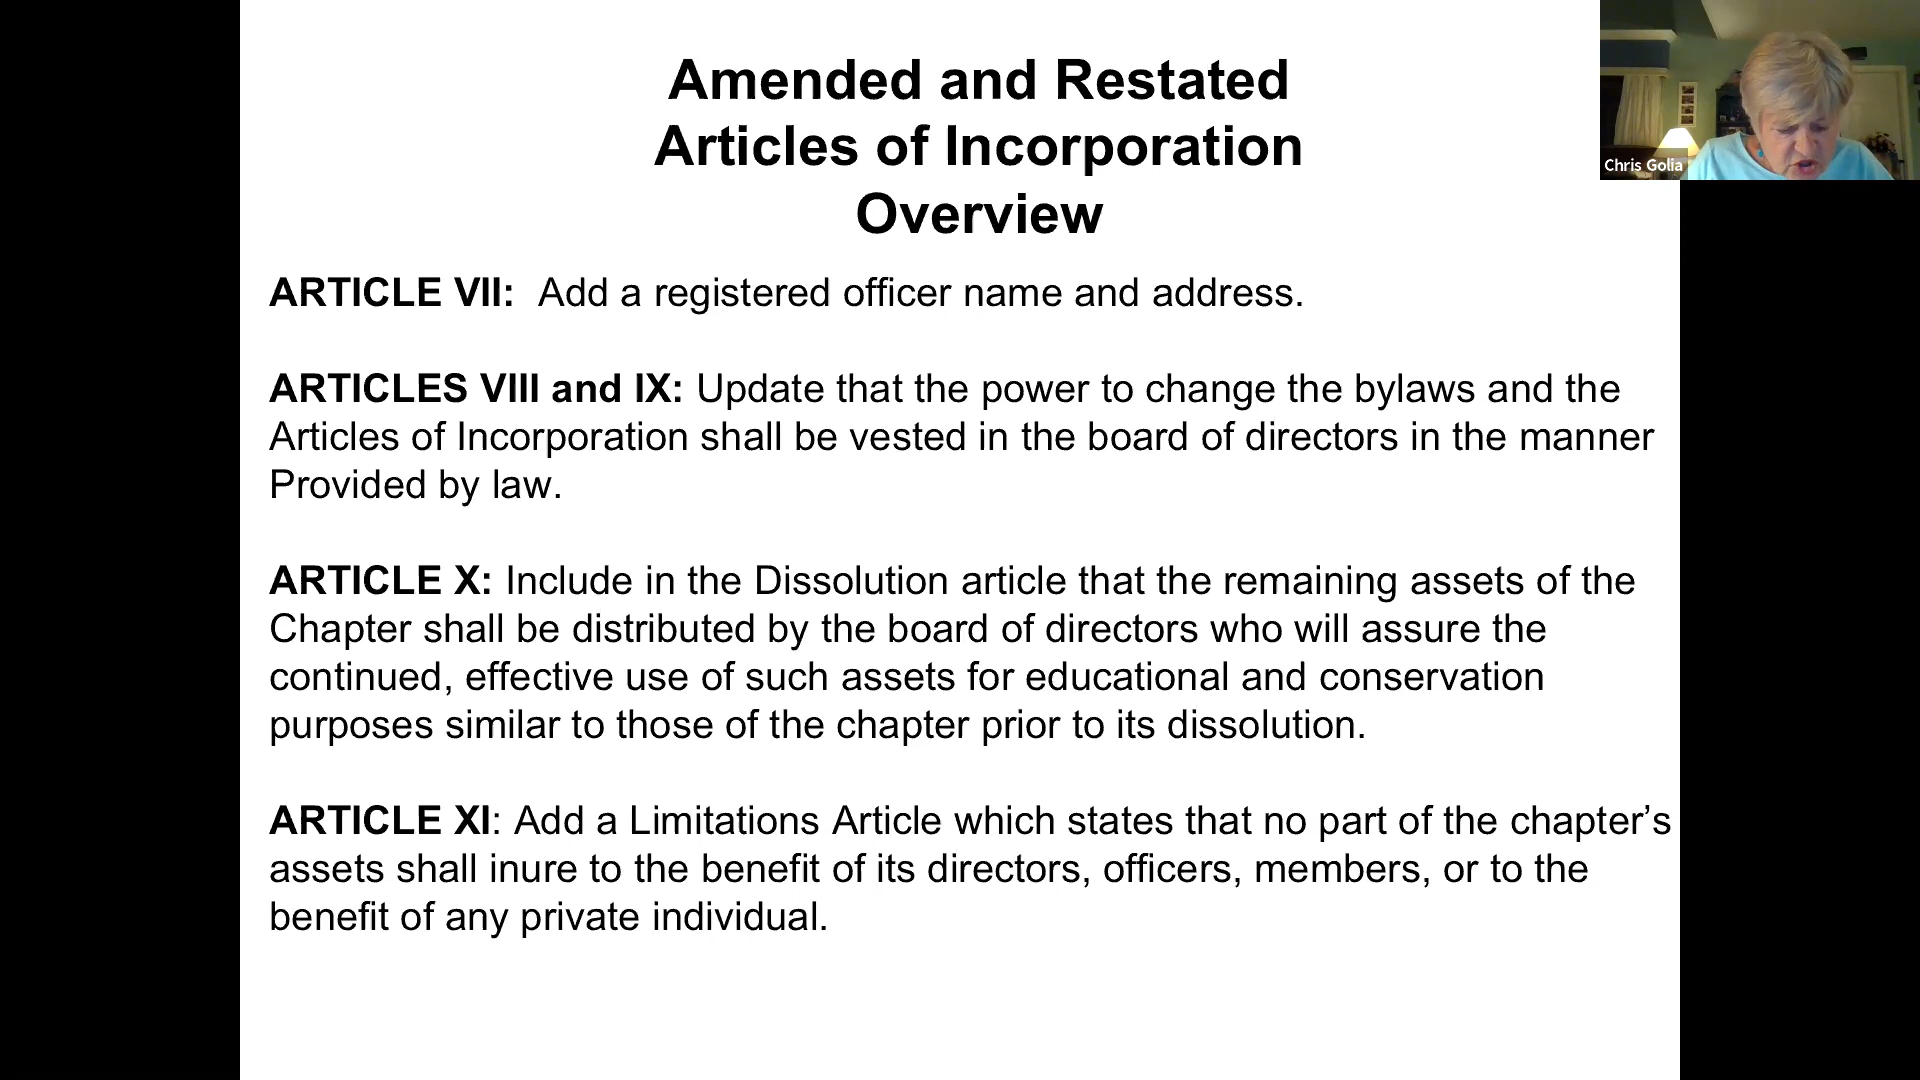 Amended and Restated
Articles of Incorporation
Overview
Chris Golia
ARTICLE VII:  Add a registered officer name and address.
ARTICLES VIII and IX: Update that the power to change the bylaws and the
Articles of Incorporation shall be vested in the board of directors in the manner
Provided by law.
ARTICLE X: Include in the Dissolution article that the remaining assets of the
Chapter shall be distributed by the board of directors who will assure the
continued, effective use of such assets for educational and conservation
purposes similar to those of the chapter prior to its dissolution.
ARTICLE XI: Add a Limitations Article which states that no part of the chapter’s
assets shall inure to the benefit of its directors, officers, members, or to the
benefit of any private individual.